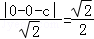 |0-0-c|/√2 = √2/2